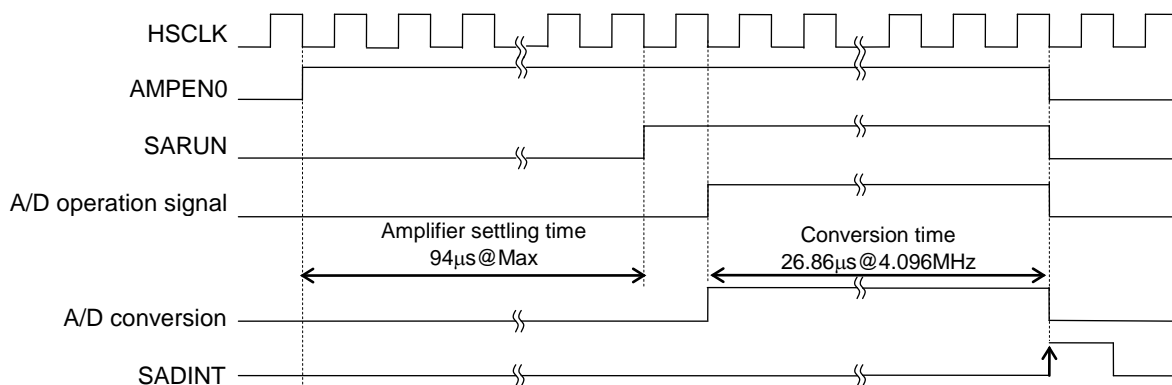 HSCLK
AMPEN0
SARUN
A/D operation signal
Amplifier settling time
94μs@Max
Conversion time
26.86μs@4.096MHz
A/D conversion
SADINT